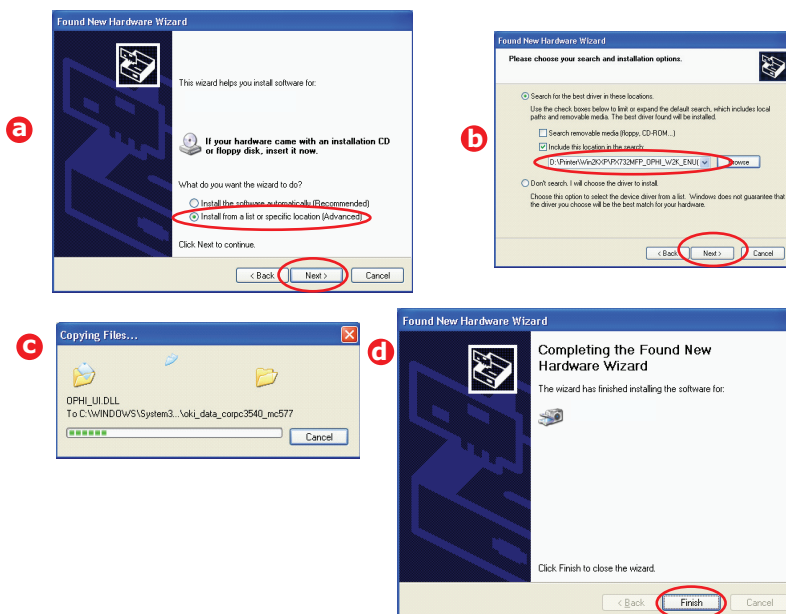 a
Found New Hardware Wizard
This wizard helps you install software for:
If your hardware came with an installation CD
or floppy disk, insert it now.
What do you want the wizard to do?
Install the software automatically (Recommended)
Install from a list or specific location (Advanced)
Click Next to continue.
< Back
Next >
Cancel
b
Found New Hardware Wizard
Please choose your search and installation options.
Search for the best driver in these locations.
Use the check boxes below to limit or expand the default search, which includes local
paths and removable media. The best driver found will be installed.
Search removable media (floppy, CD-ROM...)
Include this location in the search:
D:\Printer\Win2KXP\PX732MFP_OPHI_W2K_ENU(
Browse
Don't search. I will choose the driver to install.
Choose this option to select the device driver from a list. Windows does not guarantee that
the driver you choose will be the best match for your hardware.
< Back
Next >
Cancel
c
Copying Files...
OPHI_UI.DLL
To C:\WINDOWS\System3...\oki_data_corpc3540_mc577
Cancel
d
Found New Hardware Wizard
Completing the Found New
Hardware Wizard
The wizard has finished installing the software for:
Click Finish to close the wizard.
< Back
Finish
Cancel